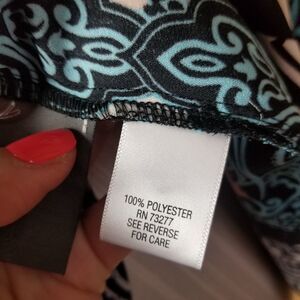 100% POLYESTER
RN 73277
SEE REVERSE
FOR CARE